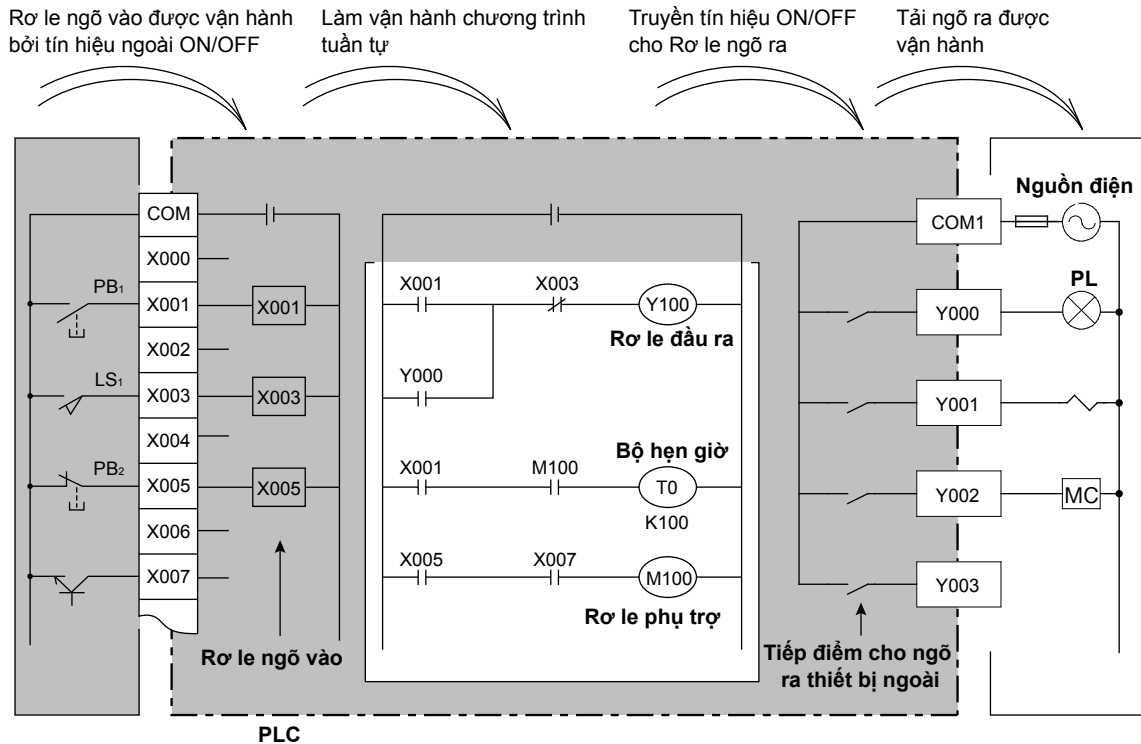 Rơ le ngõ vào được vận hành
bởi tín hiệu ngoài ON/OFF
Làm vận hành chương trình
tuần tự
Truyền tín hiệu ON/OFF
cho Rơ le ngõ ra
Tải ngõ ra được
vận hành
COM
X000
PB1
X001
X001
X002
LS1
X003
X003
X004
PB2
X005
X005
X006
X007
Rơ le ngõ vào
X001
X003
Y100
Rơ le đầu ra
Y000
Bộ hẹn giờ
X001
M100
T0
K100
X005
X007
M100
Rơ le phụ trợ
Nguồn điện
COM1
PL
Y000
Y001
Y002
MC
Y003
Tiếp điểm cho ngõ
ra thiết bị ngoài
PLC